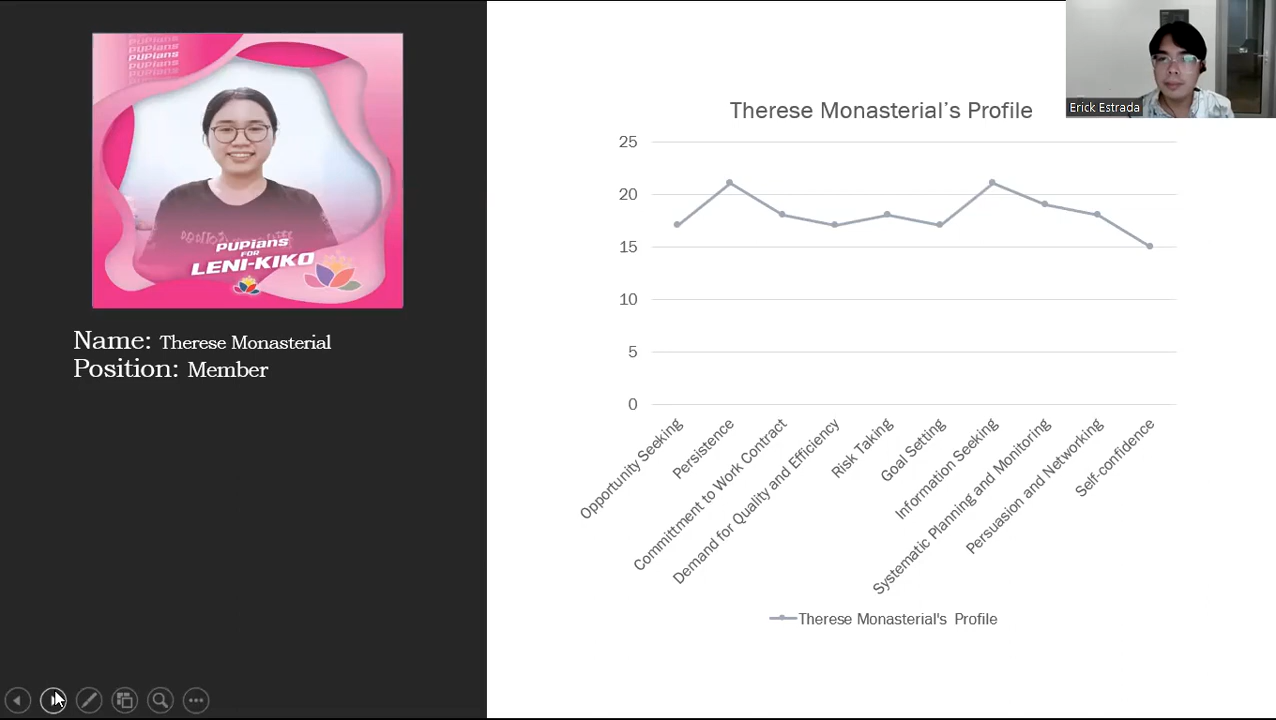 PUPians
PUPians
PUPians
PUPians
PUPians
FOR
LENI-KIKO
Name: Therese Monasterial
Position: Member
Erick Estrada
Therese Monasterial's Profile
25
20
15
10
5
0
Opportunity Seeking
Persistence
Committment to Work Contract
Demand for Quality and Efficiency
Risk Taking
Goal Setting
Information Seeking
Systematic Planning and Monitoring
Persuasion and Networking
Self-confidence
Therese Monasterial's Profile